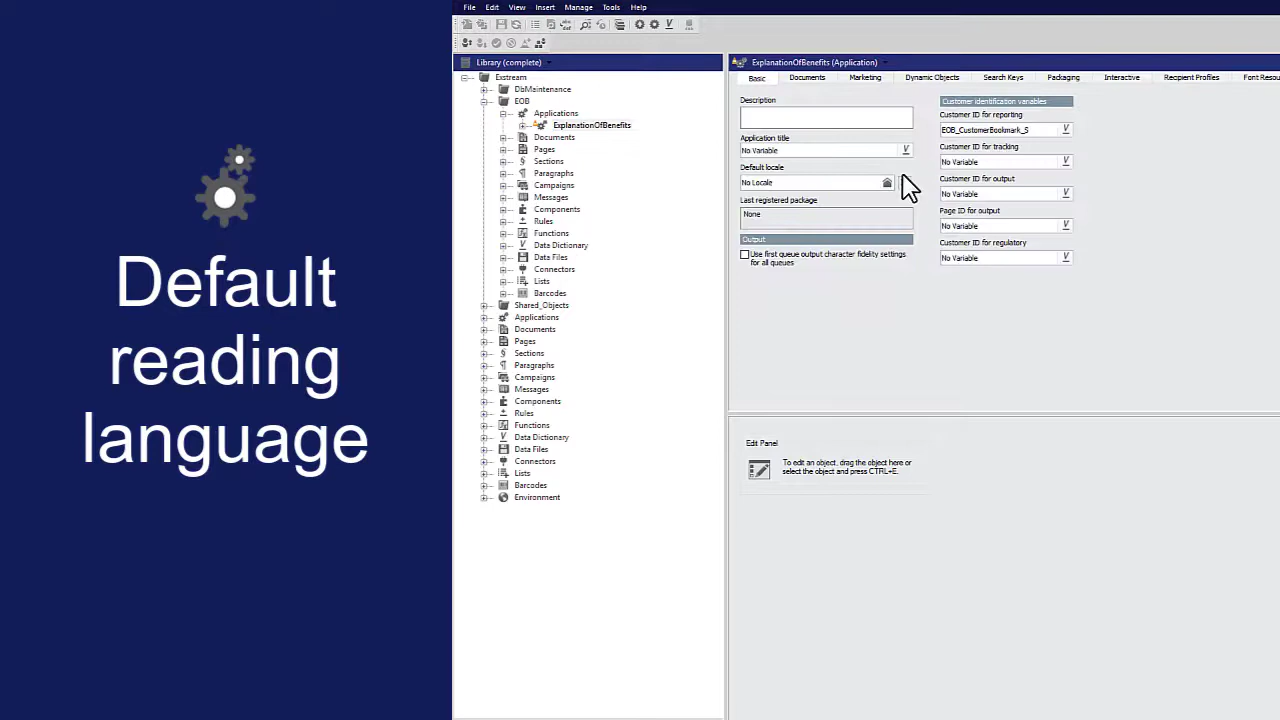 Default
reading
language
File Edit View Insert Manage Tools Help
Library (complete)
Exstream
DbMaintenance
EOB
Applications
ExplanationOfBenefits
Documents
Pages
Sections
Paragraphs
Campaigns
Messages
Components
Rules
Functions
Data Dictionary
Data Files
Connectors
Lists
Barcodes
Shared_Objects
Applications
Documents
Pages
Sections
Paragraphs
Campaigns
Messages
Components
Rules
Functions
Data Dictionary
Data Files
Connectors
Lists
Barcodes
Environment
ExplanationOfBenefits (Application)
Basic Documents Marketing Dynamic Objects Search Keys Packaging Interactive Recipient Profiles Font Resou
Description
Application title
No Variable
Default locale
No Locale
Last registered package
None
Output
Use first queue output character fidelity settings
for all queues
Customer identification variables
Customer ID for reporting
EOB_CustomerBookmark_S
Customer ID for tracking
No Variable
Customer ID for output
No Variable
Page ID for output
No Variable
Customer ID for regulatory
No Variable
Edit Panel
To edit an object, drag the object here or
select the object and press CTRL+E.